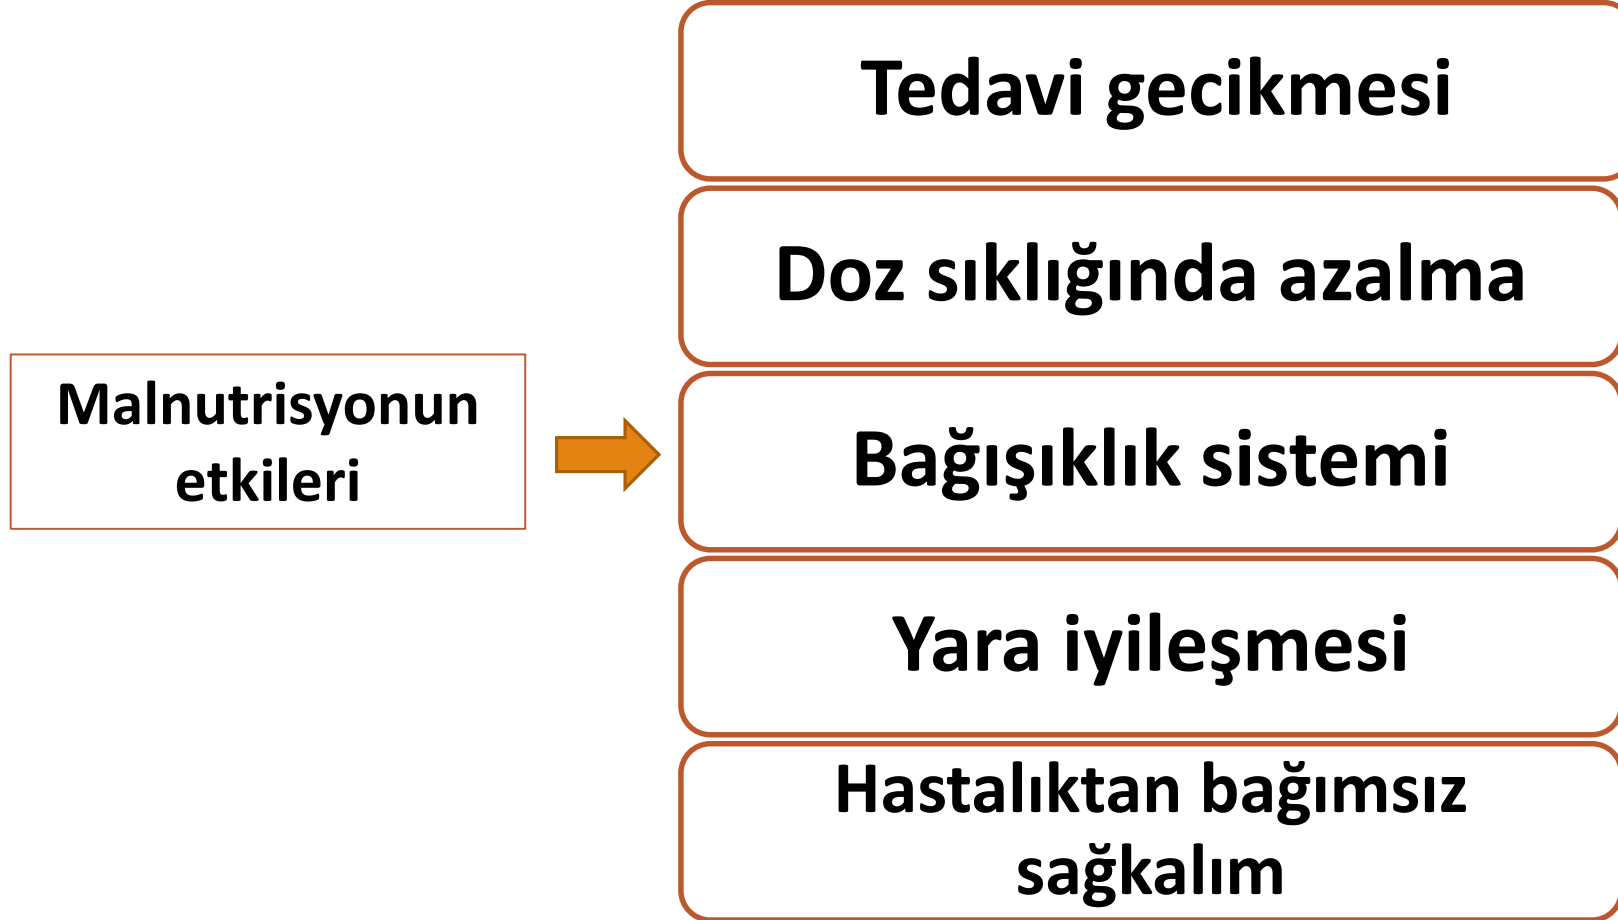 Malnutrisyonun
etkileri
Tedavi gecikmesi
Doz sıklığında azalma
Bağışıklık sistemi
Yara iyileşmesi
Hastalıktan bağımsız
sağkalım